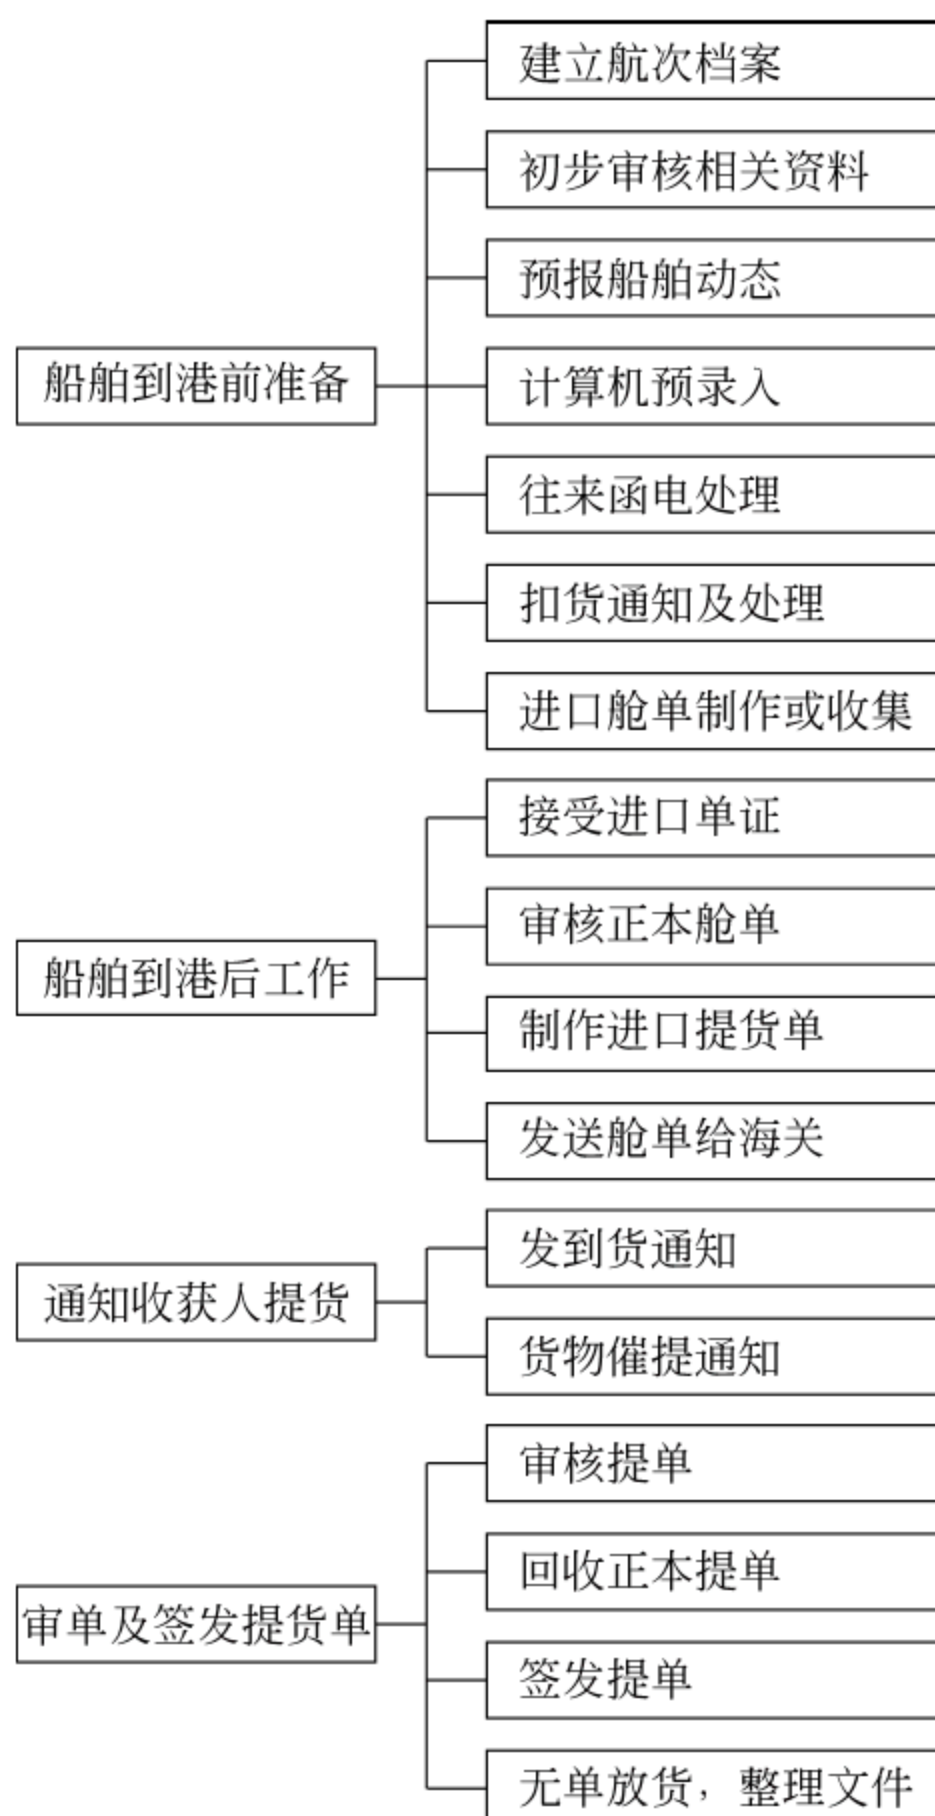 船舶到港前准备
建立航次档案
初步审核相关资料
预报船舶动态
计算机预录入
往来函电处理
扣货通知及处理
进口舱单制作或收集
船舶到港后工作
接受进口单证
审核正本舱单
制作进口提货单
发送舱单给海关
通知收获人提货
发到货通知
货物催提通知
审单及签发提货单
审核提单
回收正本提单
签发提单
无单放货，整理文件